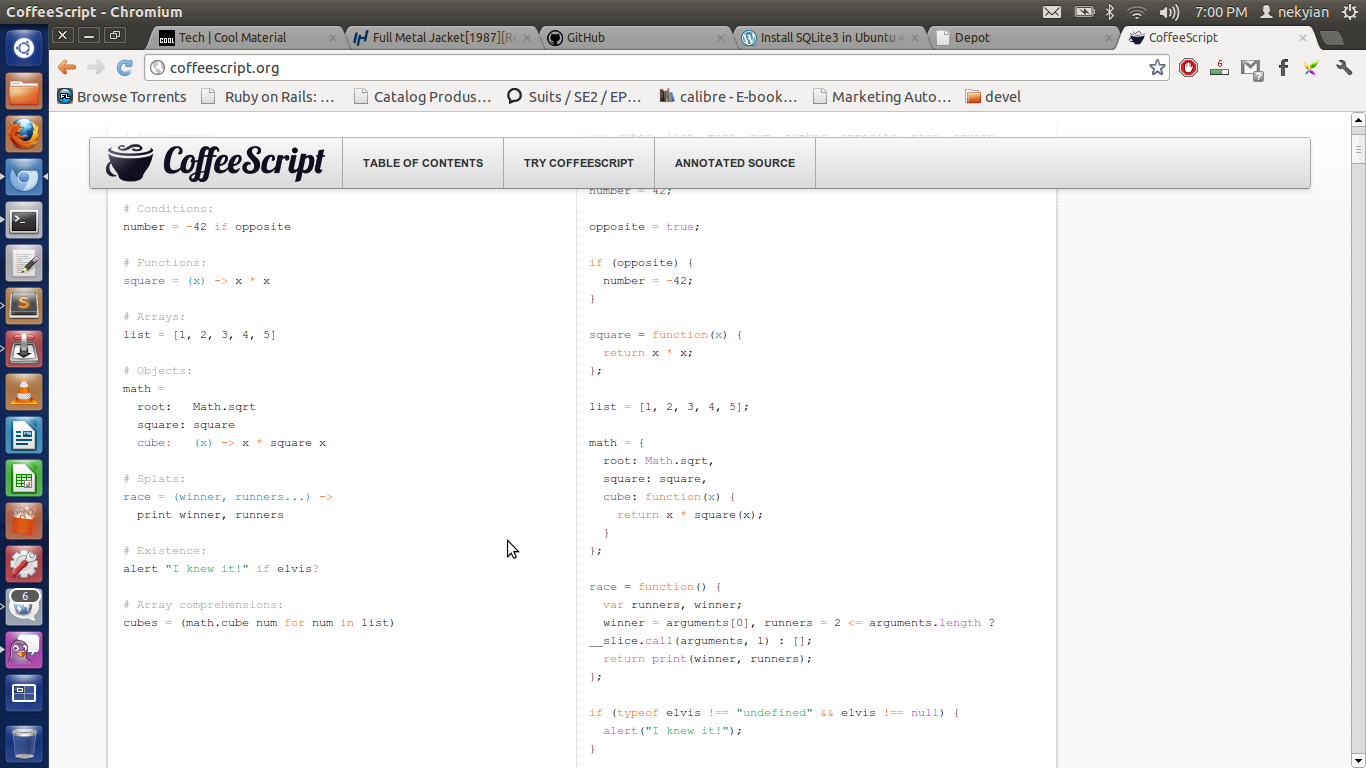 CoffeeScript - Chromium
7:00 PM
nekyian
Tech | Cool Material
Full Metal Jacket[1987][R
GitHub
Install SQLite3 in Ubuntu
Depot
CoffeeScript
coffeescript.org
6
Browse Torrents
Ruby on Rails: ...
Catalog Produs...
Suits / SE2 / EP...
calibre - E-book...
Marketing Auto...
devel
CoffeeScript
TABLE OF CONTENTS
TRY COFFEESCRIPT
ANNOTATED SOURCE
# Conditions:
number = -42 if opposite
# Functions:
square = (x) -> x * x
# Arrays:
list = [1, 2, 3, 4, 5]
# Objects:
math =
root: Math.sqrt
square: square
cube: (x) -> x * square x
# Splats:
race = (winner, runners...) ->
print winner, runners
# Existence:
alert "I knew it!" if elvis?
# Array comprehensions:
cubes = (math.cube num for num in list)
number = 42;
opposite = true;
if (opposite) {
number = -42;
}
square = function(x) {
return x * x;
};
list = [1, 2, 3, 4, 5];
math = {
root: Math.sqrt,
square: square,
cube: function(x) {
return x * square(x);
}
};
race = function() {
var runners, winner;
winner = arguments[0], runners = 2 <= arguments.length ?
__slice.call(arguments, 1) : [];
return print(winner, runners);
};
if (typeof elvis !== "undefined" && elvis !== null) {
alert("I knew it!");
}
6